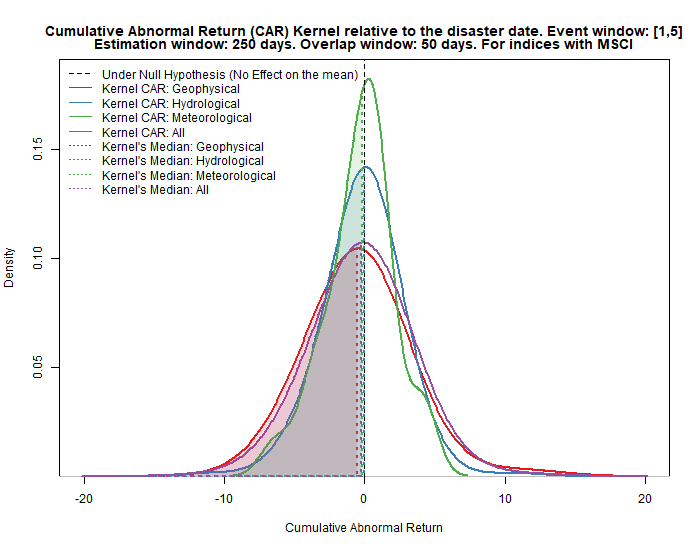 Cumulative Abnormal Return (CAR) Kernel relative to the disaster date. Event window: [1,5]
Estimation window: 250 days. Overlap window: 50 days. For indices with MSCI
Under Null Hypothesis (No Effect on the mean)
Kernel CAR: Geophysical
Kernel CAR: Hydrological
Kernel CAR: Meteorological
Kernel CAR: All
Kernel's Median: Geophysical
Kernel's Median: Hydrological
Kernel's Median: Meteorological
Kernel's Median: All
0.15
0.10
0.05
Density
-20 -10 0 10 20
Cumulative Abnormal Return